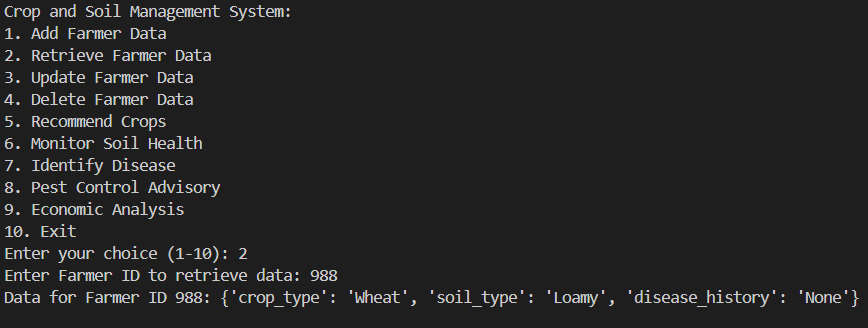 Crop and Soil Management System:
1. Add Farmer Data
2. Retrieve Farmer Data
3. Update Farmer Data
4. Delete Farmer Data
5. Recommend Crops
6. Monitor Soil Health
7. Identify Disease
8. Pest Control Advisory
9. Economic Analysis
10. Exit
Enter your choice (1-10): 2
Enter Farmer ID to retrieve data: 988
Data for Farmer ID 988: {'crop_type': 'Wheat', 'soil_type': 'Loamy', 'disease_history': 'None'}